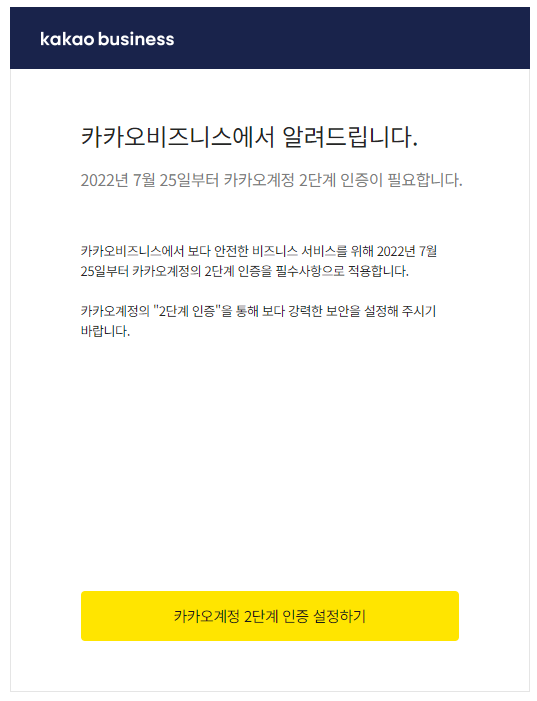 kakao business
카카오비즈니스에서 알려드립니다.
2022년 7월 25일부터 카카오계정 2단계 인증이 필요합니다.
카카오비즈니스에서 보다 안전한 비즈니스 서비스를 위해 2022년 7월
25일부터 카카오계정의 2단계 인증을 필수사항으로 적용합니다.
카카오계정의 "2단계 인증"을 통해 보다 강력한 보안을 설정해 주시기
바랍니다.
카카오계정 2단계 인증 설정하기